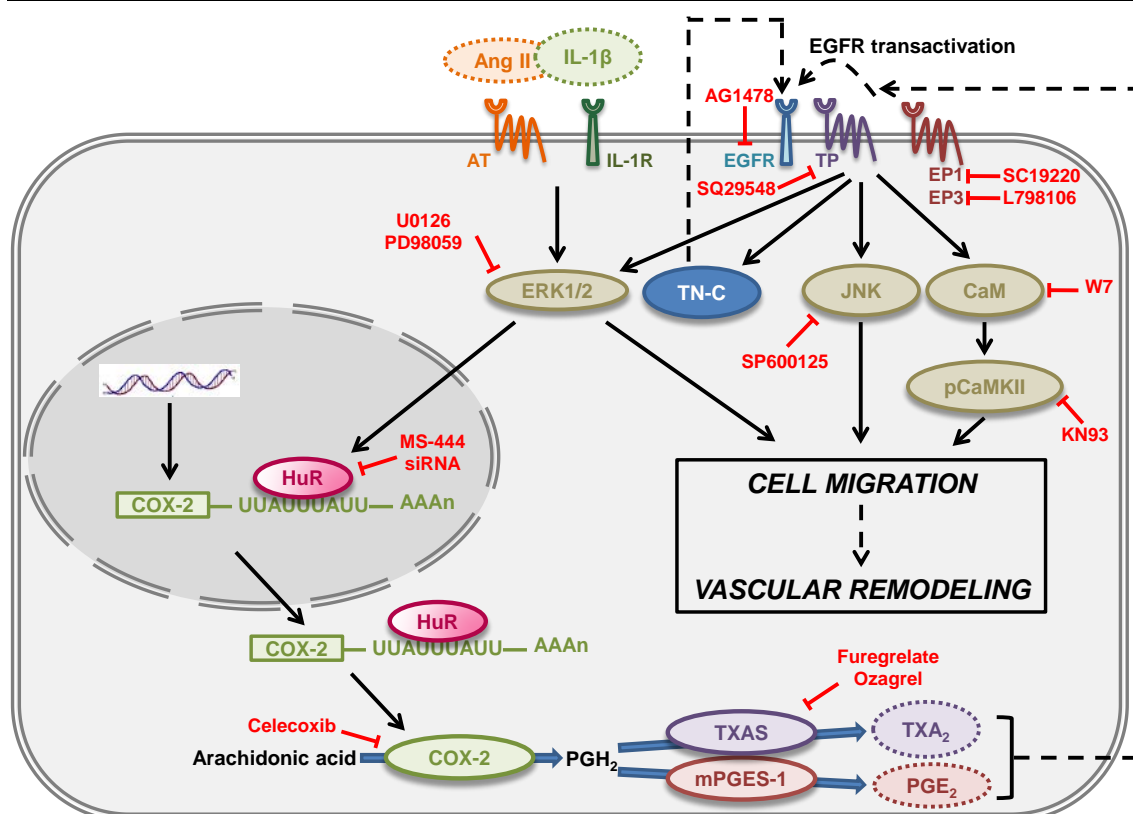 EGFR transactivation
Ang II
IL-1β
AG1478
AT
IL-1R
EGFR
TP
EP1
SC19220
SQ29548
EP3
L798106
U0126
PD98059
ERK1/2
TN-C
JNK
CaM
W7
SP600125
pCaMKII
KN93
MS-444
siRNA
HuR
COX-2
UUAUUUAUU
AAAn
CELL MIGRATION
VASCULAR REMODELING
HuR
COX-2
UUAUUUAUU
AAAn
Furegrelate
Ozagrel
Celecoxib
TXAS
TXA₂
Arachidonic acid
COX-2
PGH₂
mPGES-1
PGE₂